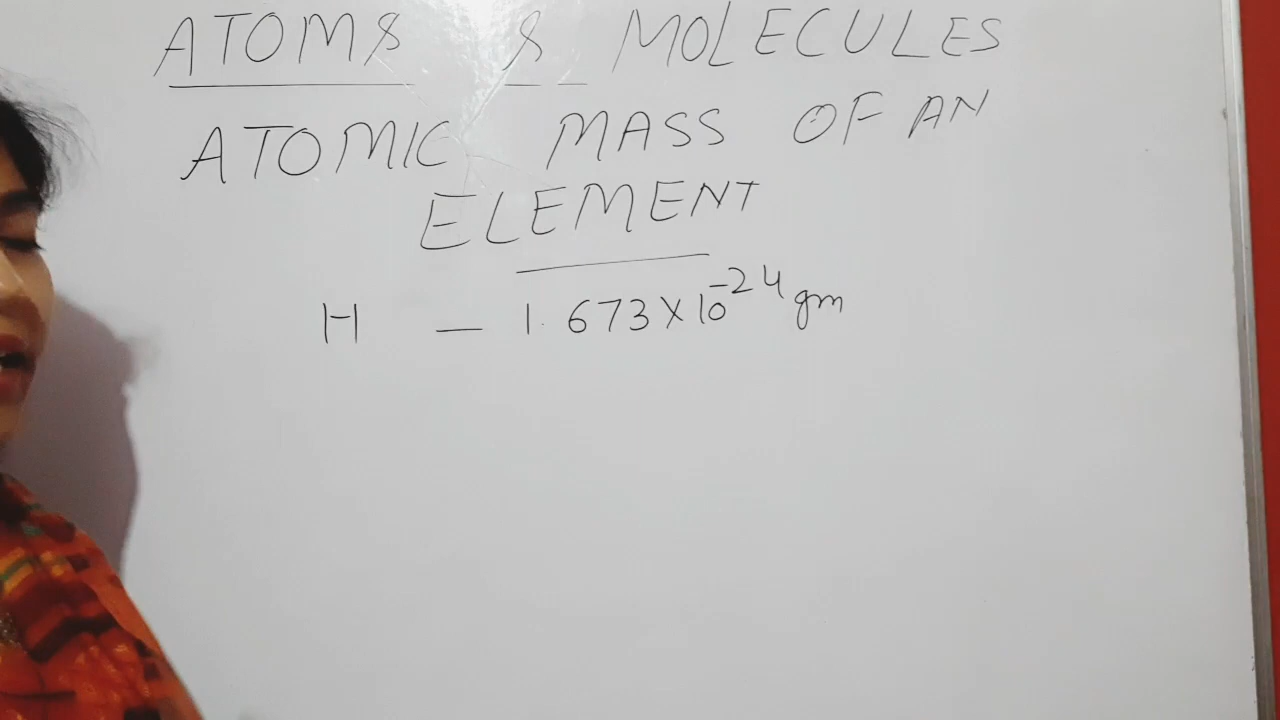 ATOMS & MOLECULES
ATOMIC MASS OF AN
ELEMENT
H — 1.673×10⁻²⁴ gm